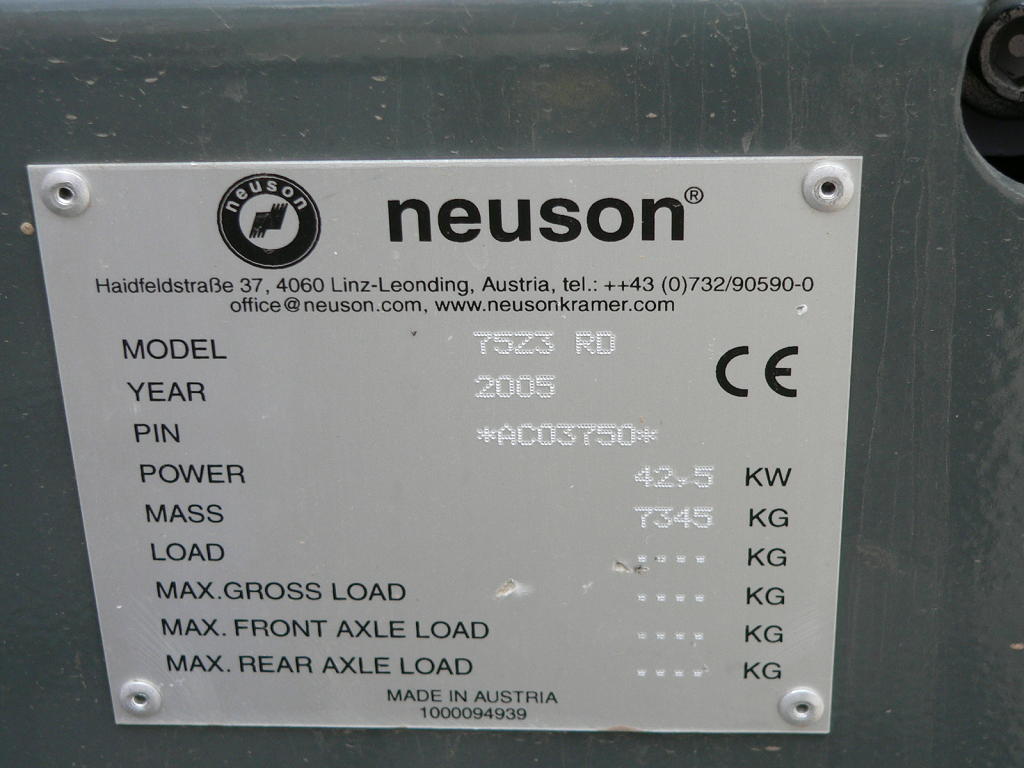 neuson
neuson®
Haidfeldstraße 37, 4060 Linz-Leonding, Austria, tel.: ++43 (0)732/90590-0
office@neuson.com, www.neusonkramer.com
MODEL 75Z3 RD
CE
YEAR 2005
PIN *AC03750*
POWER 42,5 KW
MASS 7345 KG
LOAD ---- KG
MAX.GROSS LOAD ---- KG
MAX. FRONT AXLE LOAD ---- KG
MAX. REAR AXLE LOAD ---- KG
MADE IN AUSTRIA
1000094939